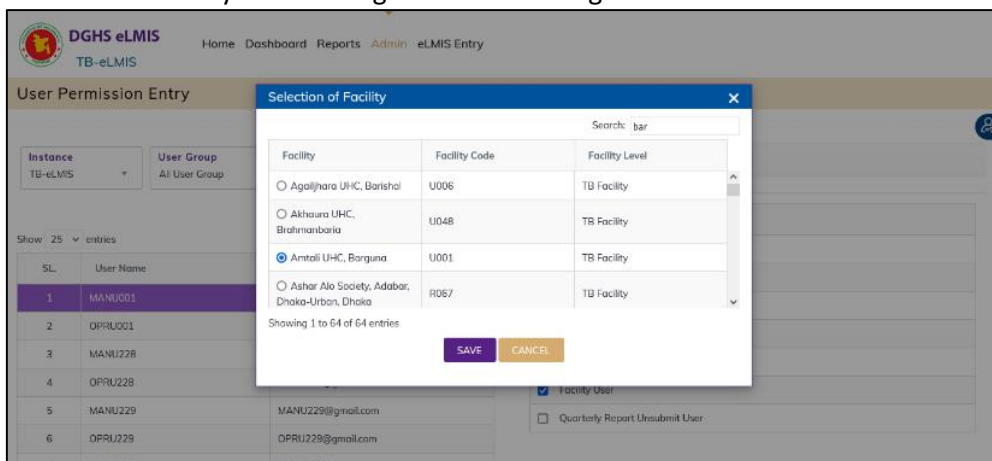 DGHS eLMIS
TB-eLMIS
Home Dashboard Reports Admin eLMIS Entry
User Permission Entry
Selection of Facility
Search: bar
Instance
TB-eLMIS
User Group
All User Group
Facility Facility Code Facility Level
Agailjhara UHC, Barishal U006 TB Facility
Akhaura UHC,
Brahmanbaria U048 TB Facility
Amtali UHC, Barguna U001 TB Facility
Ashar Alo Society, Adabar,
Dhaka-Urban, Dhaka R067 TB Facility
Showing 1 to 64 of 64 entries
SAVE CANCEL
Show 25 entries
SL. User Name
1 MANU001
2 OPRU001
3 MANU228
4 OPRU228
5 MANU229 MANU229@gmail.com
6 OPRU229 OPRU229@gmail.com
Facility User
Quarterly Report Unsubmit User